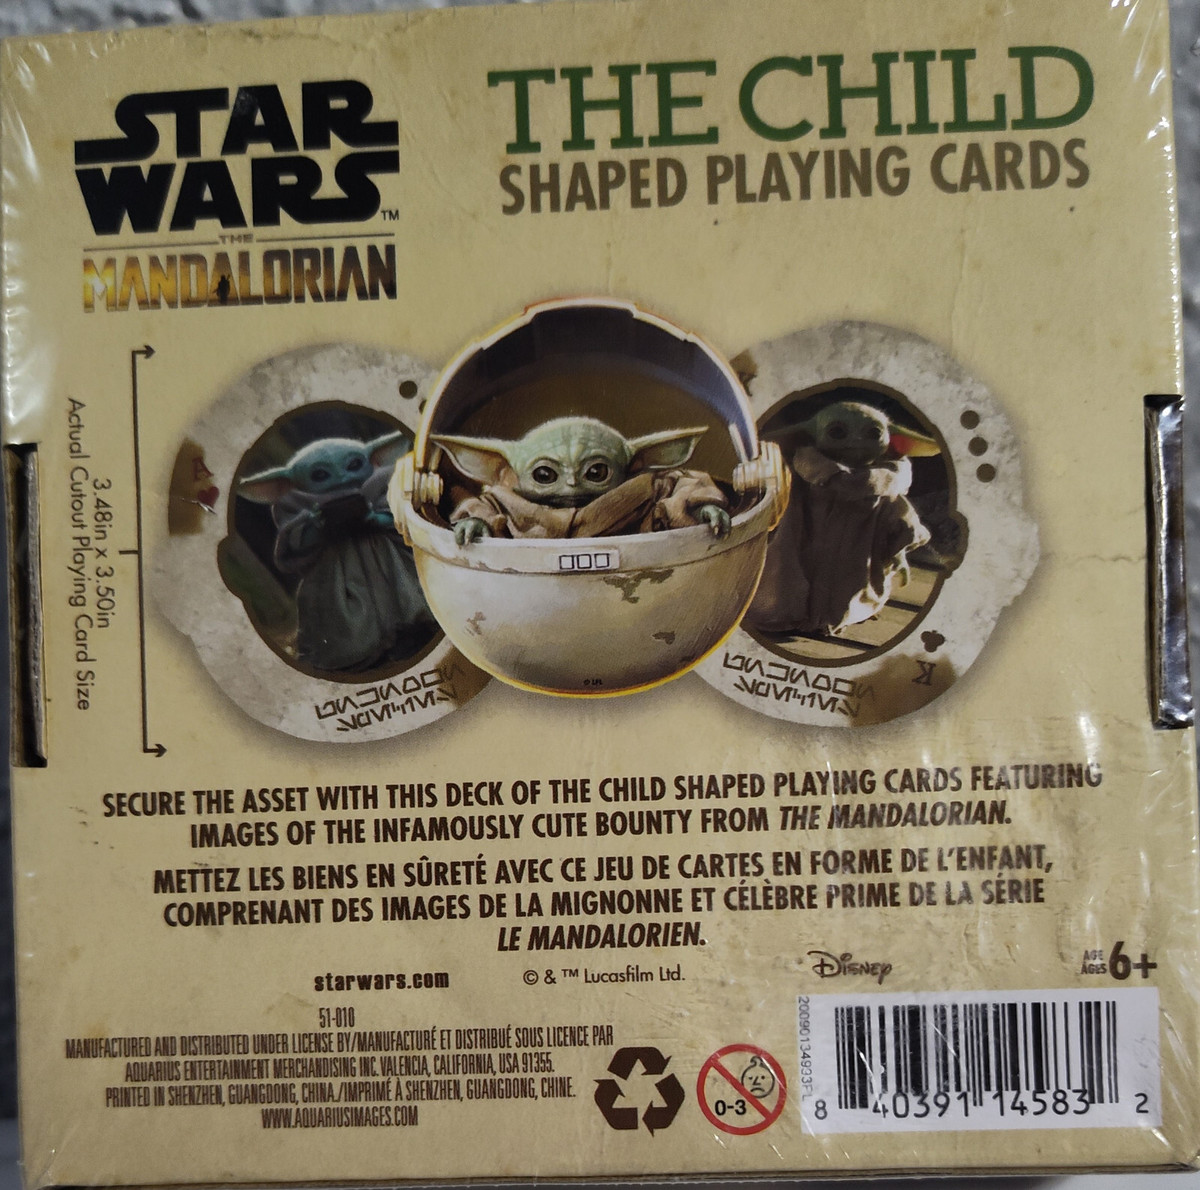 STAR
WARS™
THE
MANDALORIAN
THE CHILD
SHAPED PLAYING CARDS
3.48in x 3.50in
Actual Cutout Playing Card Size
A
K
© LFL
SECURE THE ASSET WITH THIS DECK OF THE CHILD SHAPED PLAYING CARDS FEATURING
IMAGES OF THE INFAMOUSLY CUTE BOUNTY FROM THE MANDALORIAN.
METTEZ LES BIENS EN SÛRETÉ AVEC CE JEU DE CARTES EN FORME DE L'ENFANT,
COMPRENANT DES IMAGES DE LA MIGNONNE ET CÉLÈBRE PRIME DE LA SÉRIE
LE MANDALORIEN.
starwars.com
© & ™ Lucasfilm Ltd.
Disney
AGE
AGES 6+
51-010
MANUFACTURED AND DISTRIBUTED UNDER LICENSE BY/MANUFACTURÉ ET DISTRIBUÉ SOUS LICENCE PAR
AQUARIUS ENTERTAINMENT MERCHANDISING INC. VALENCIA, CALIFORNIA, USA 91355.
PRINTED IN SHENZHEN, GUANGDONG, CHINA./IMPRIMÉ À SHENZHEN, GUANGDONG, CHINE.
WWW.AQUARIUSIMAGES.COM
0-3
20090134993FL
8 40391 14583 2